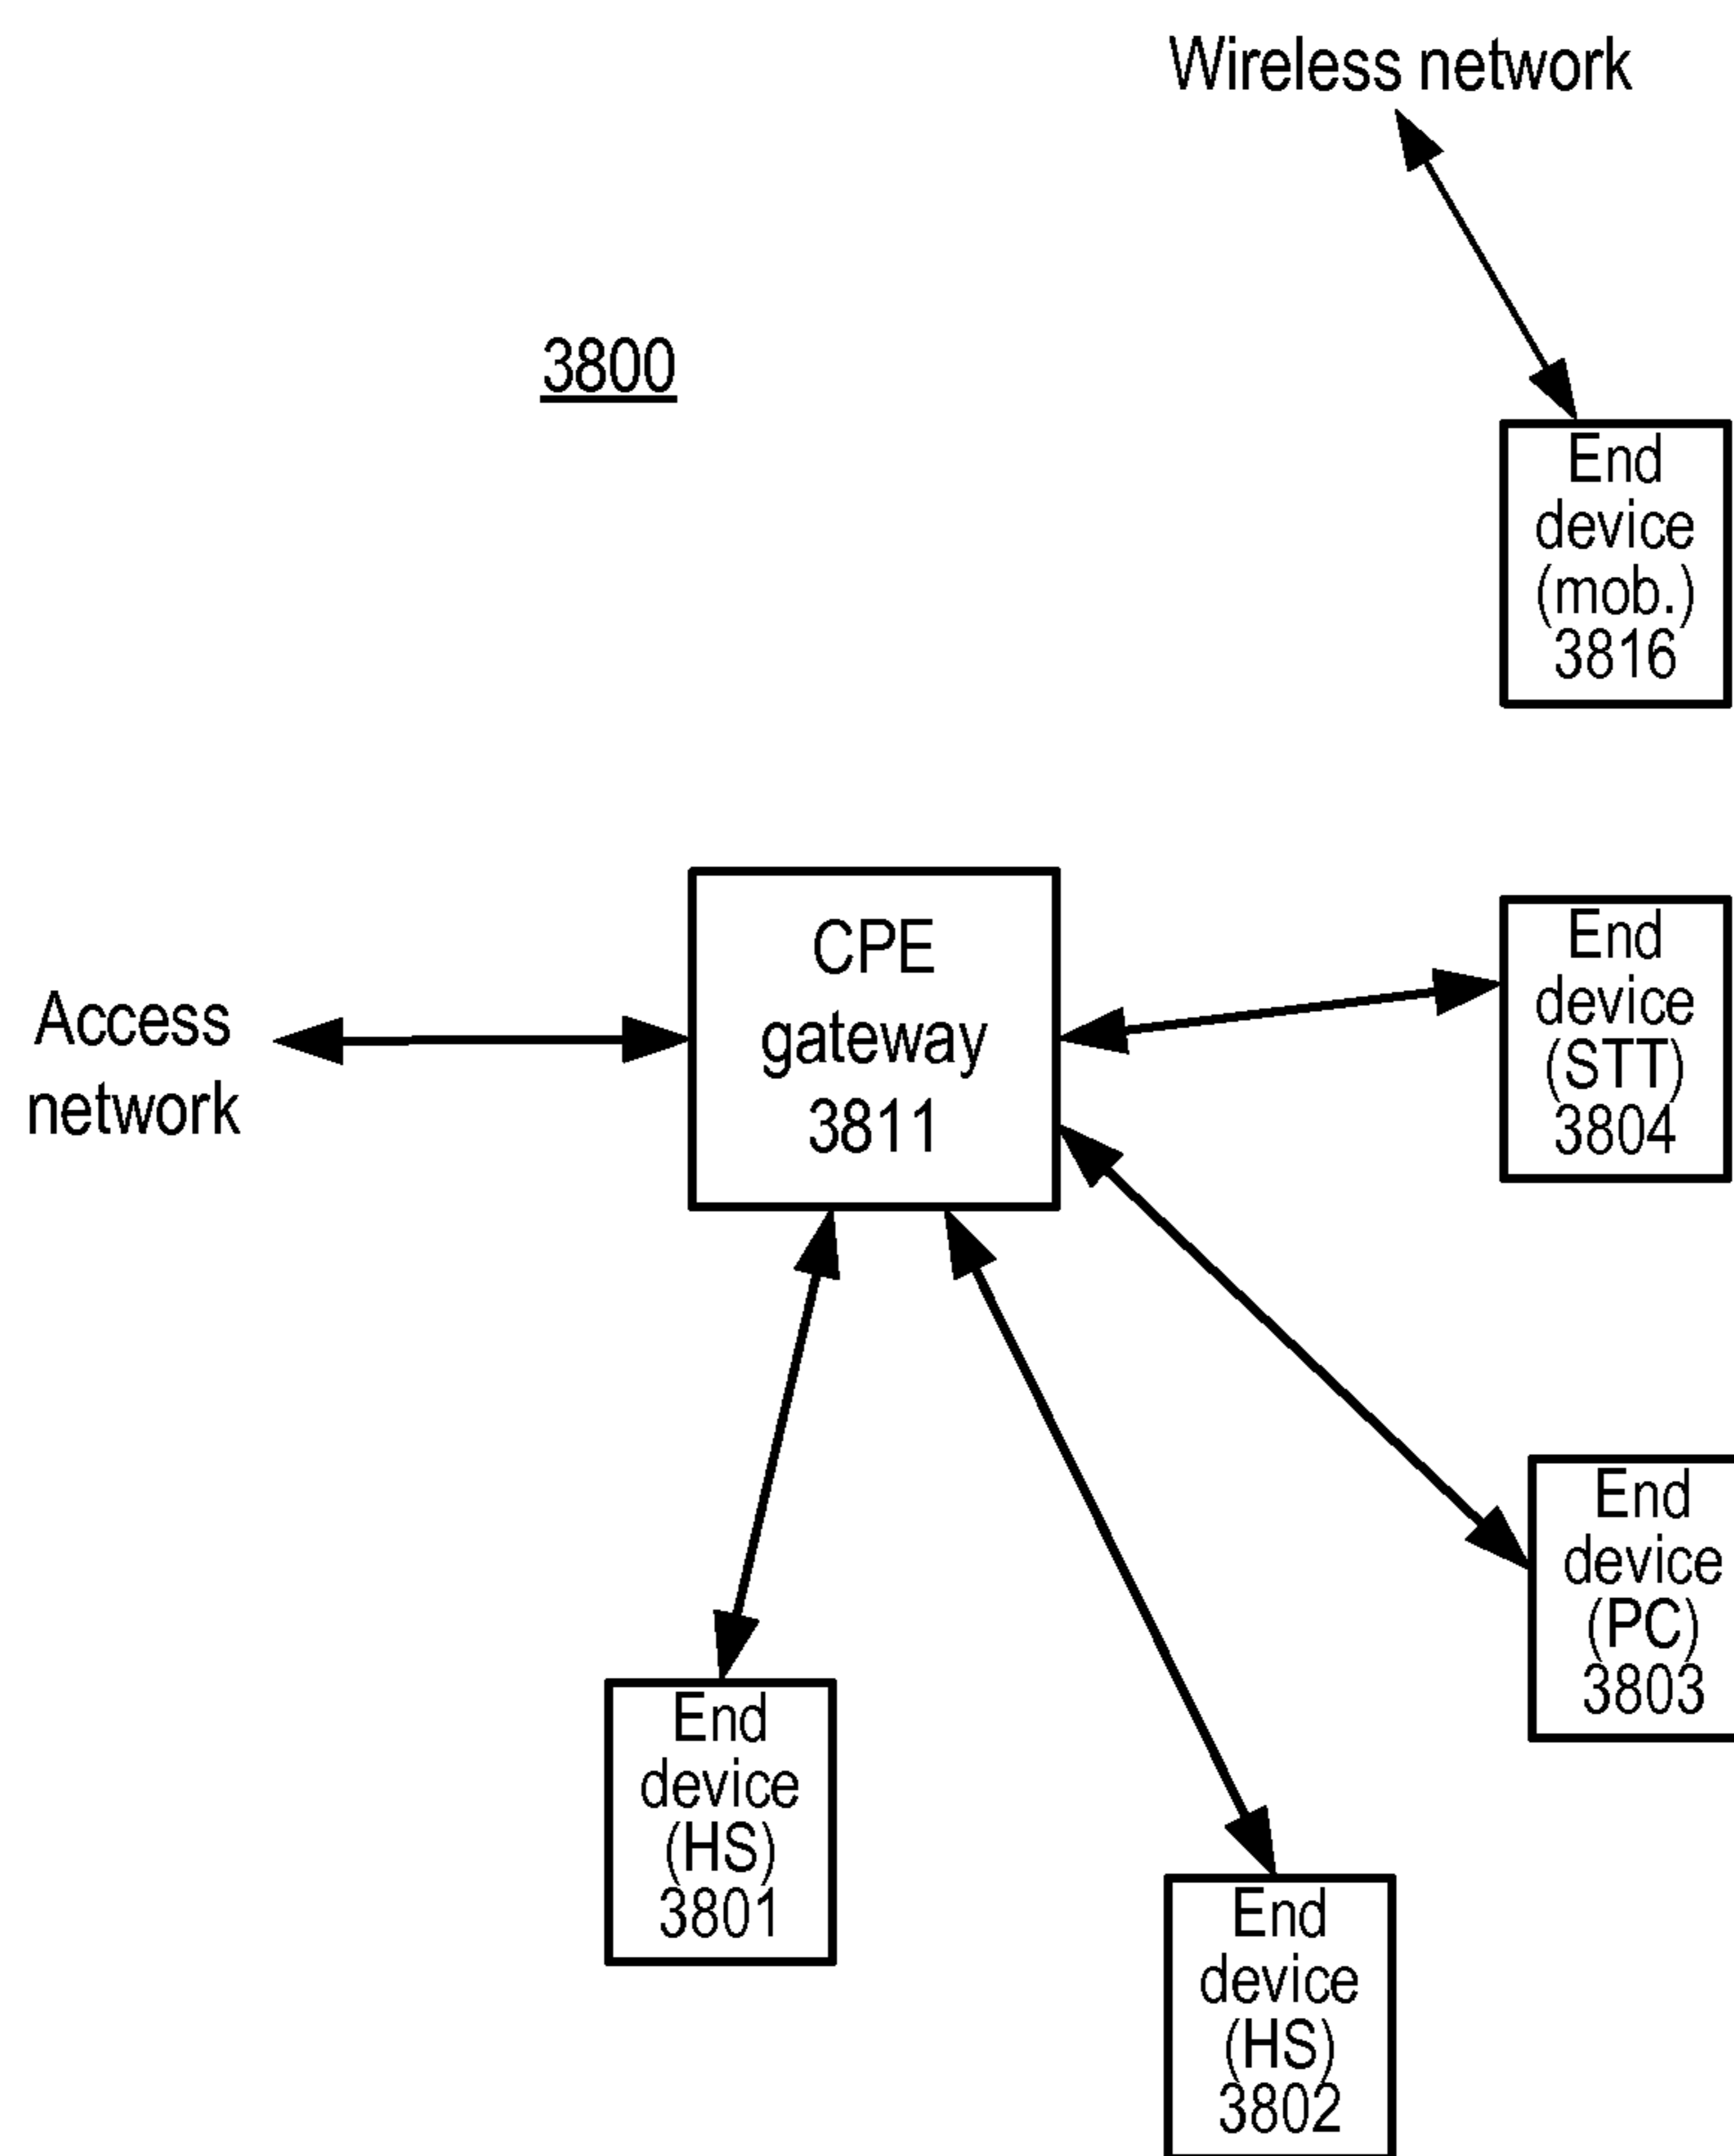 Wireless network
3800
End
device
(mob.)
3816
CPE
gateway
3811
Access
network
End
device
(STT)
3804
End
device
(PC)
3803
End
device
(HS)
3801
End
device
(HS)
3802